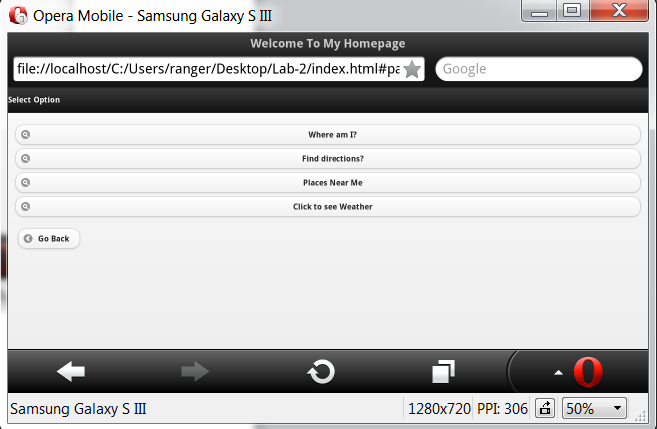 Opera Mobile - Samsung Galaxy S III
Welcome To My Homepage
file://localhost/C:/Users/ranger/Desktop/Lab-2/index.html#pa
Google
Select Option
Where am I?
Find directions?
Places Near Me
Click to see Weather
Go Back
Samsung Galaxy S III 1280x720 PPI: 306 50%